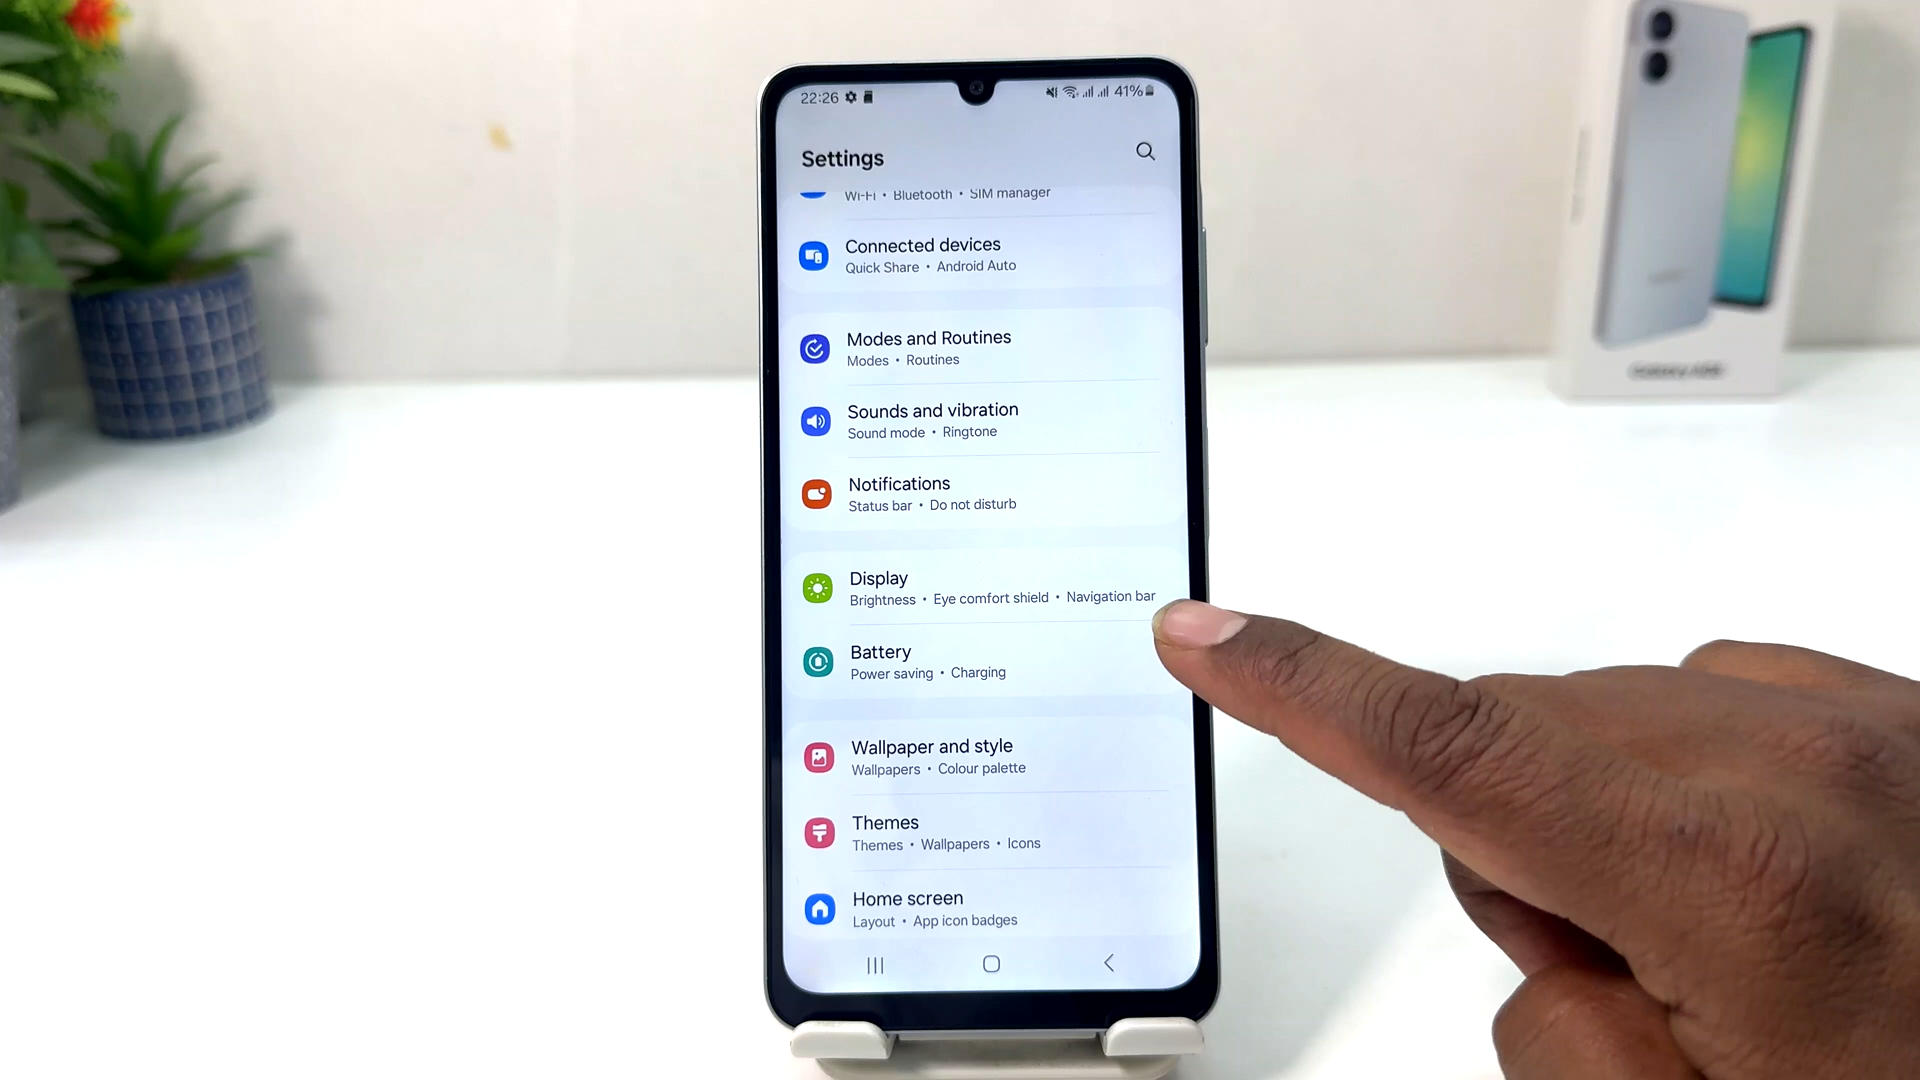 22:26 41%
Settings
Wi-Fi • Bluetooth • SIM manager
Connected devices
Quick Share • Android Auto
Modes and Routines
Modes • Routines
Sounds and vibration
Sound mode • Ringtone
Notifications
Status bar • Do not disturb
Display
Brightness • Eye comfort shield • Navigation bar
Battery
Power saving • Charging
Wallpaper and style
Wallpapers • Colour palette
Themes
Themes • Wallpapers • Icons
Home screen
Layout • App icon badges
Galaxy